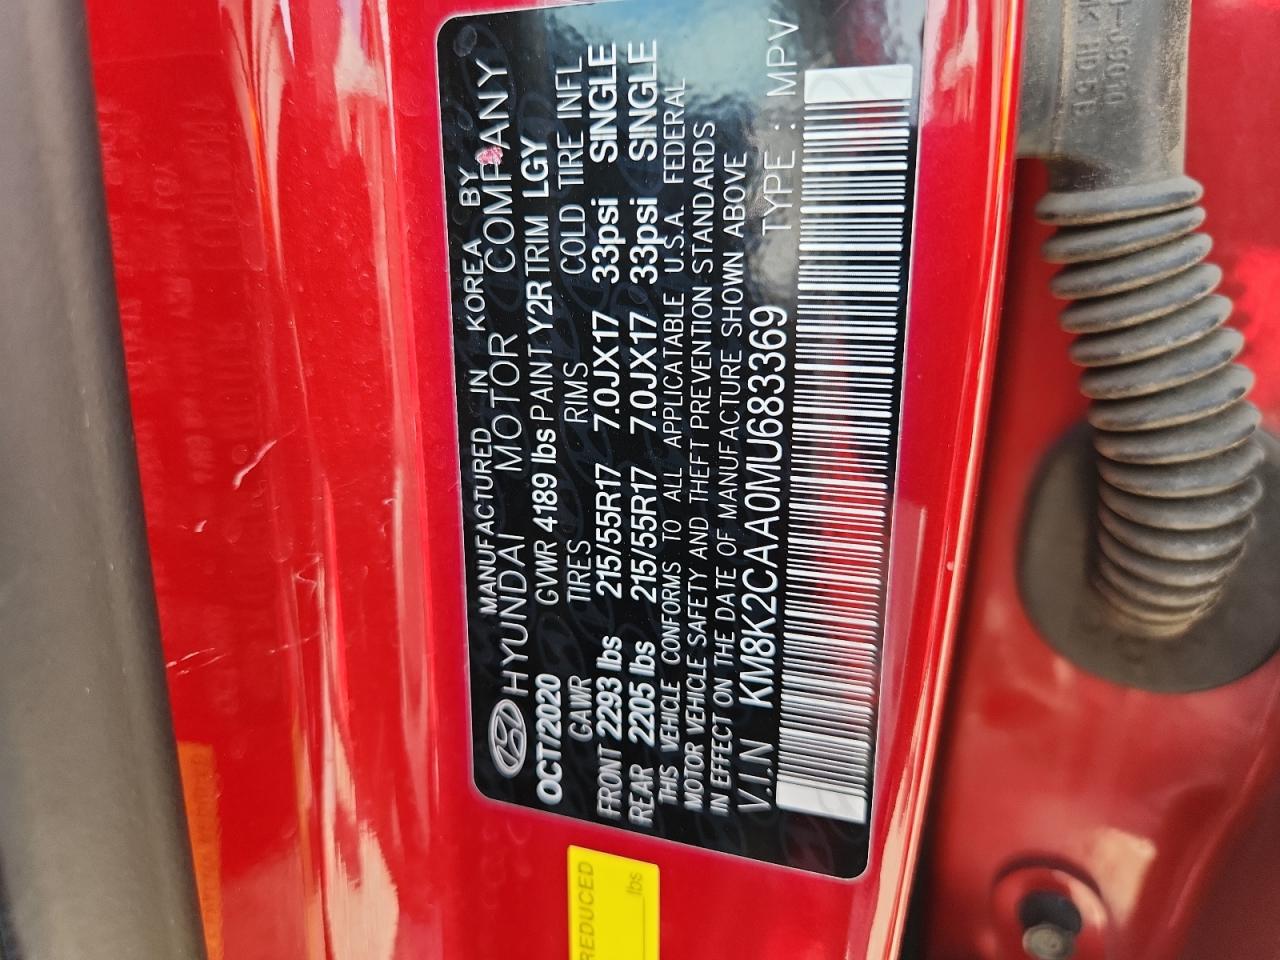 MANUFACTURED IN KOREA BY
HYUNDAI MOTOR COMPANY
OCT/2020 GVWR 4189 lbs PAINT Y2R TRIM LGY
GAWR TIRES RIMS COLD TIRE INFL
FRONT 2293 lbs 215/55R17 7.0JX17 33psi SINGLE
REAR 2205 lbs 215/55R17 7.0JX17 33psi SINGLE
THIS VEHICLE CONFORMS TO ALL APPLICATABLE U.S.A. FEDERAL
MOTOR VEHICLE SAFETY AND THEFT PREVENTION STANDARDS
IN EFFECT ON THE DATE OF MANUFACTURE SHOWN ABOVE
V.I.N KM8K2CAA0MU683369 TYPE : MPV
REDUCED
lbs